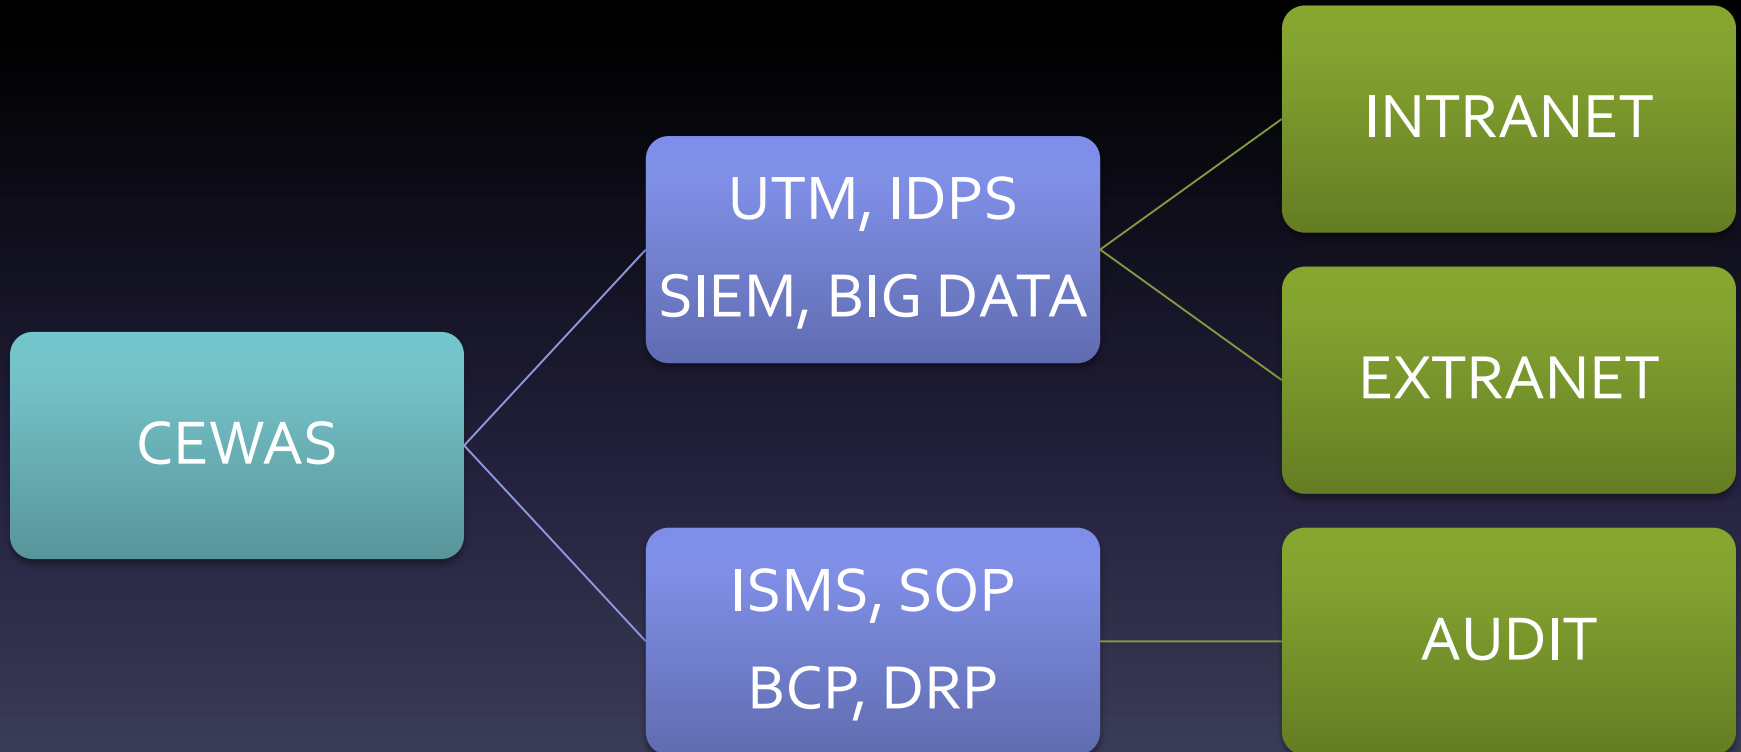 CEWAS
UTM, IDPS
SIEM, BIG DATA
INTRANET
EXTRANET
ISMS, SOP
BCP, DRP
AUDIT